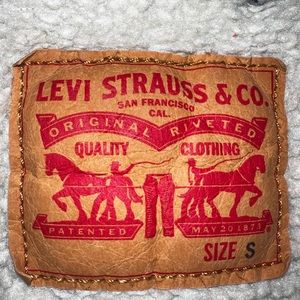 LEVI STRAUSS & CO.
SAN FRANCISCO
CAL.
ORIGINAL RIVETED
QUALITY CLOTHING
PATENTED MAY 20 1873
SIZE S